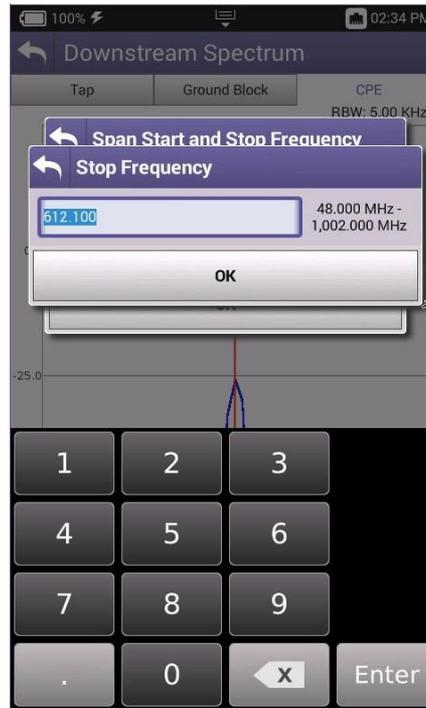 100% 02:34 PM
Downstream Spectrum
Tap Ground Block CPE
RBW: 5.00 KHz
Span Start and Stop Frequency
Stop Frequency
612.100
48.000 MHz -
1,002.000 MHz
OK
-25.0
1 2 3
4 5 6
7 8 9
. 0 X Enter